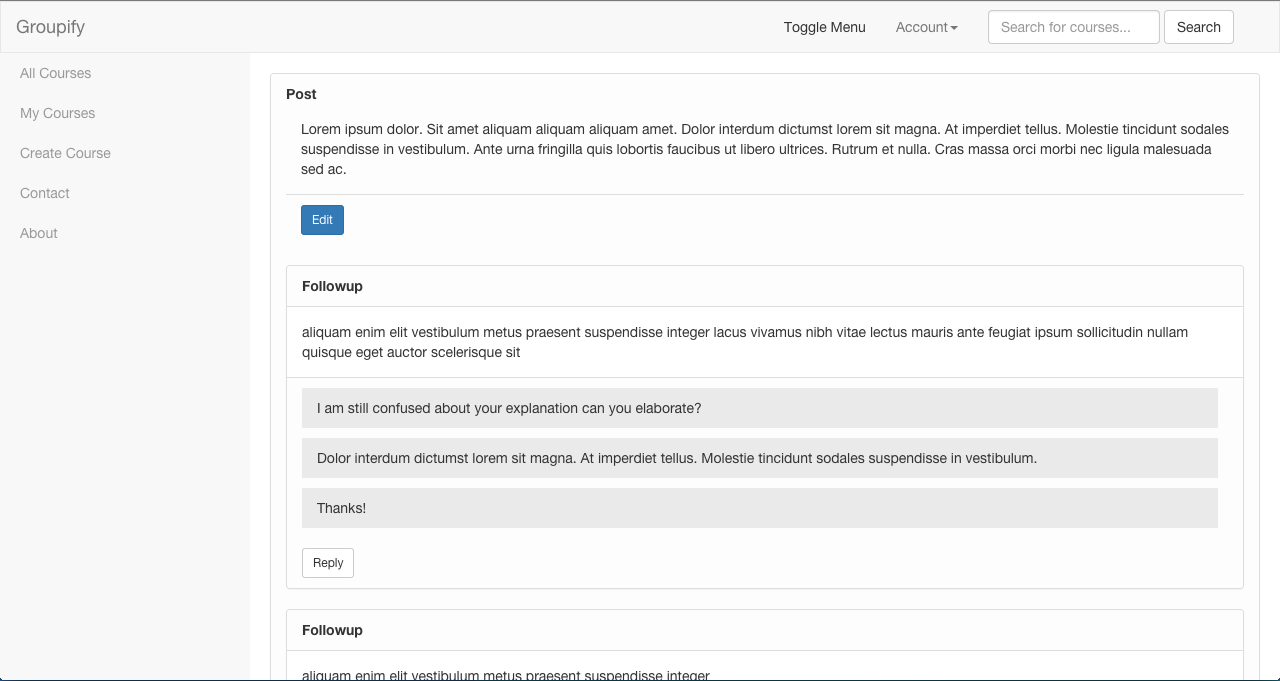 Groupify
Toggle Menu
Account
Search for courses...
Search
All Courses
My Courses
Create Course
Contact
About
Post
Lorem ipsum dolor. Sit amet aliquam aliquam aliquam amet. Dolor interdum dictumst lorem sit magna. At imperdiet tellus. Molestie tincidunt sodales
suspendisse in vestibulum. Ante urna fringilla quis lobortis faucibus ut libero ultrices. Rutrum et nulla. Cras massa orci morbi nec ligula malesuada
sed ac.
Edit
Followup
aliquam enim elit vestibulum metus praesent suspendisse integer lacus vivamus nibh vitae lectus mauris ante feugiat ipsum sollicitudin nullam
quisque eget auctor scelerisque sit
I am still confused about your explanation can you elaborate?
Dolor interdum dictumst lorem sit magna. At imperdiet tellus. Molestie tincidunt sodales suspendisse in vestibulum.
Thanks!
Reply
Followup
aliquam enim elit vestibulum metus praesent suspendisse integer